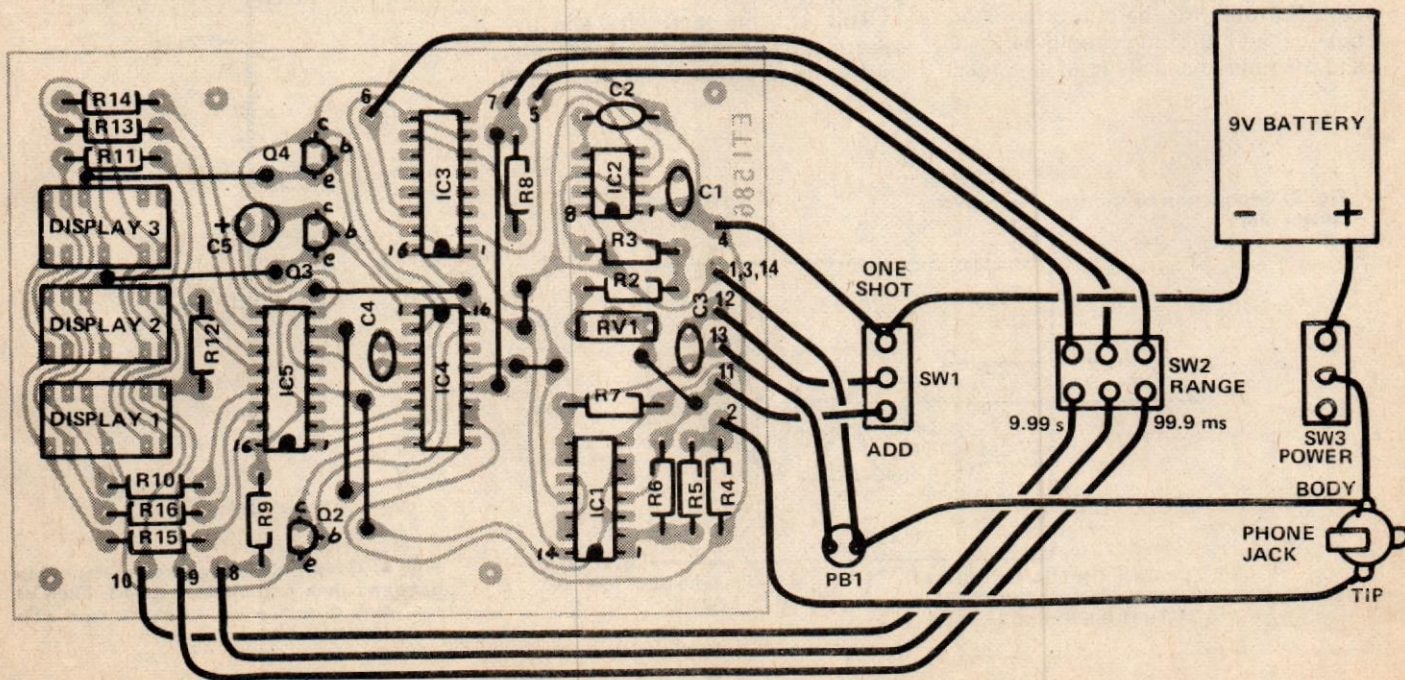 R14
R13
R11
DISPLAY 3
DISPLAY 2
DISPLAY 1
R12
R10
R16
R15
10
9
8
R9
Q4
c
b
e
+
C5
c
b
e
Q3
IC5
16
1
Q2
c
b
e
6
IC3
16
1
C4
1
16
IC4
7
5
R8
C2
IC2
8
1
C1
ETI 586
R3
R2
RV1
C3
R7
IC1
14
1
R6
R5
R4
4
1,3,14
12
13
11
2
ONE
SHOT
SW1
ADD
PB1
9V BATTERY
-
+
SW2
RANGE
9.99 s
99.9 ms
SW3
POWER
BODY
PHONE
JACK
TIP